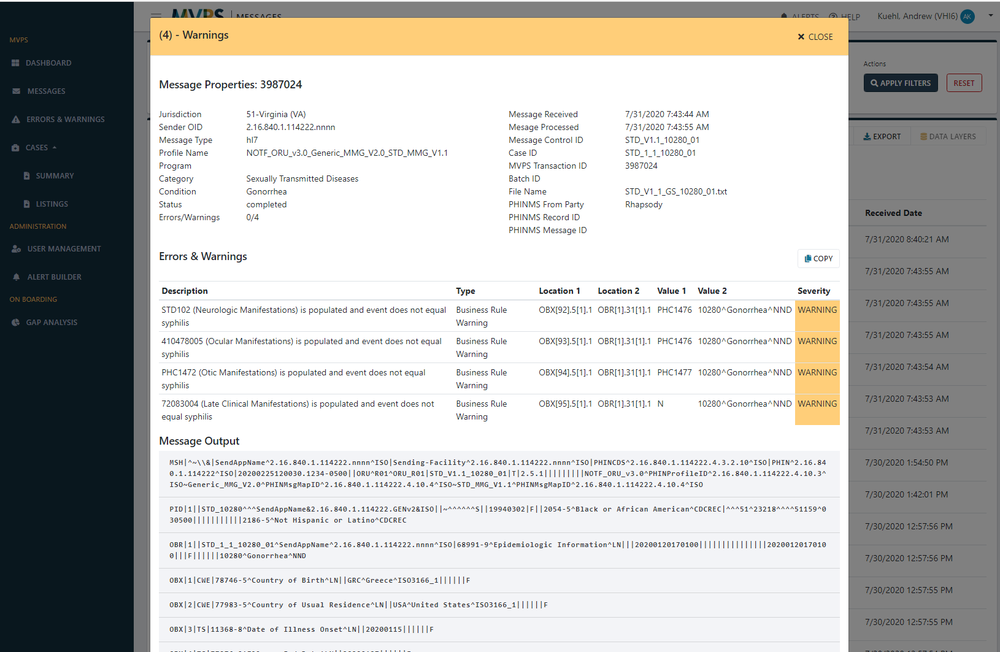 MVPS | MESSAGES
ALERTS
HELP
Kuehl, Andrew (VHI6) AK
MVPS
DASHBOARD
MESSAGES
ERRORS & WARNINGS
CASES
SUMMARY
LISTINGS
ADMINISTRATION
USER MANAGEMENT
ALERT BUILDER
ON BOARDING
GAP ANALYSIS
(4) - Warnings
CLOSE
Message Properties: 3987024
Jurisdiction 51-Virginia (VA)
Sender OID 2.16.840.1.114222.nnnn
Message Type hl7
Profile Name NOTF_ORU_v3.0_Generic_MMG_V2.0_STD_MMG_V1.1
Program
Category Sexually Transmitted Diseases
Condition Gonorrhea
Status completed
Errors/Warnings 0/4
Message Received 7/31/2020 7:43:44 AM
Mesage Processed 7/31/2020 7:43:55 AM
Message Control ID STD_V1.1_10280_01
Case ID STD_1_1_10280_01
MVPS Transaction ID 3987024
Batch ID
File Name STD_V1_1_GS_10280_01.txt
PHINMS From Party Rhapsody
PHINMS Record ID
PHINMS Message ID
Errors & Warnings
COPY
Description Type Location 1 Location 2 Value 1 Value 2 Severity
STD102 (Neurologic Manifestations) is populated and event does not equal syphilis Business Rule Warning OBX[92].5[1].1 OBR[1].31[1].1 PHC1476 10280^Gonorrhea^NND WARNING
410478005 (Ocular Manifestations) is populated and event does not equal syphilis Business Rule Warning OBX[93].5[1].1 OBR[1].31[1].1 PHC1476 10280^Gonorrhea^NND WARNING
PHC1472 (Otic Manifestations) is populated and event does not equal syphilis Business Rule Warning OBX[94].5[1].1 OBR[1].31[1].1 PHC1477 10280^Gonorrhea^NND WARNING
72083004 (Late Clinical Manifestations) is populated and event does not equal syphilis Business Rule Warning OBX[95].5[1].1 OBR[1].31[1].1 N 10280^Gonorrhea^NND WARNING
Message Output
MSH|^~\\&|SendAppName^2.16.840.1.114222.nnnn^ISO|Sending-Facility^2.16.840.1.114222.nnnn^ISO|PHINCDS^2.16.840.1.114222.4.3.2.10^ISO|PHIN^2.16.84
0.1.114222^ISO|20200225120030.1234-0500||ORU^R01^ORU_R01|STD_V1.1_10280_01|T|2.5.1|||||||||NOTF_ORU_v3.0^PHINProfileID^2.16.840.1.114222.4.10.3^
ISO~Generic_MMG_V2.0^PHINMsgMapID^2.16.840.1.114222.4.10.4^ISO~STD_MMG_V1.1^PHINMsgMapID^2.16.840.1.114222.4.10.4^ISO
PID|1||STD_10280^^^SendAppName&2.16.840.1.114222.GENv2&ISO||~^^^^^^S||19940302|F||2054-5^Black or African American^CDCREC|^^^51^23218^^^^51159^0
30500|||||||||||2186-5^Not Hispanic or Latino^CDCREC
OBR|1||STD_1_1_10280_01^SendAppName^2.16.840.1.114222.nnnn^ISO|68991-9^Epidemiologic Information^LN|||20200120170100|||||||||||||||2020012017010
0|||F||||||10280^Gonorrhea^NND
OBX|1|CWE|78746-5^Country of Birth^LN||GRC^Greece^ISO3166_1||||||F
OBX|2|CWE|77983-5^Country of Usual Residence^LN||USA^United States^ISO3166_1||||||F
OBX|3|TS|11368-8^Date of Illness Onset^LN||20200115||||||F
Actions
APPLY FILTERS
RESET
EXPORT
DATA LAYERS
Received Date
7/31/2020 8:40:21 AM
7/31/2020 7:43:55 AM
7/31/2020 7:43:55 AM
7/31/2020 7:43:55 AM
7/31/2020 7:43:54 AM
7/31/2020 7:43:53 AM
7/31/2020 7:43:53 AM
7/30/2020 1:54:50 PM
7/30/2020 1:42:01 PM
7/30/2020 12:57:56 PM
7/30/2020 12:57:56 PM
7/30/2020 12:57:55 PM
7/30/2020 12:57:55 PM